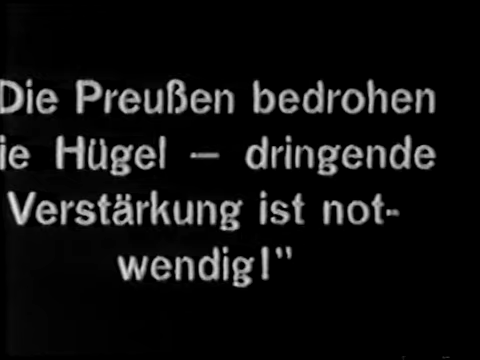 Die Preußen bedrohen
ie Hügel — dringende
Verstärkung ist not-
wendig!"